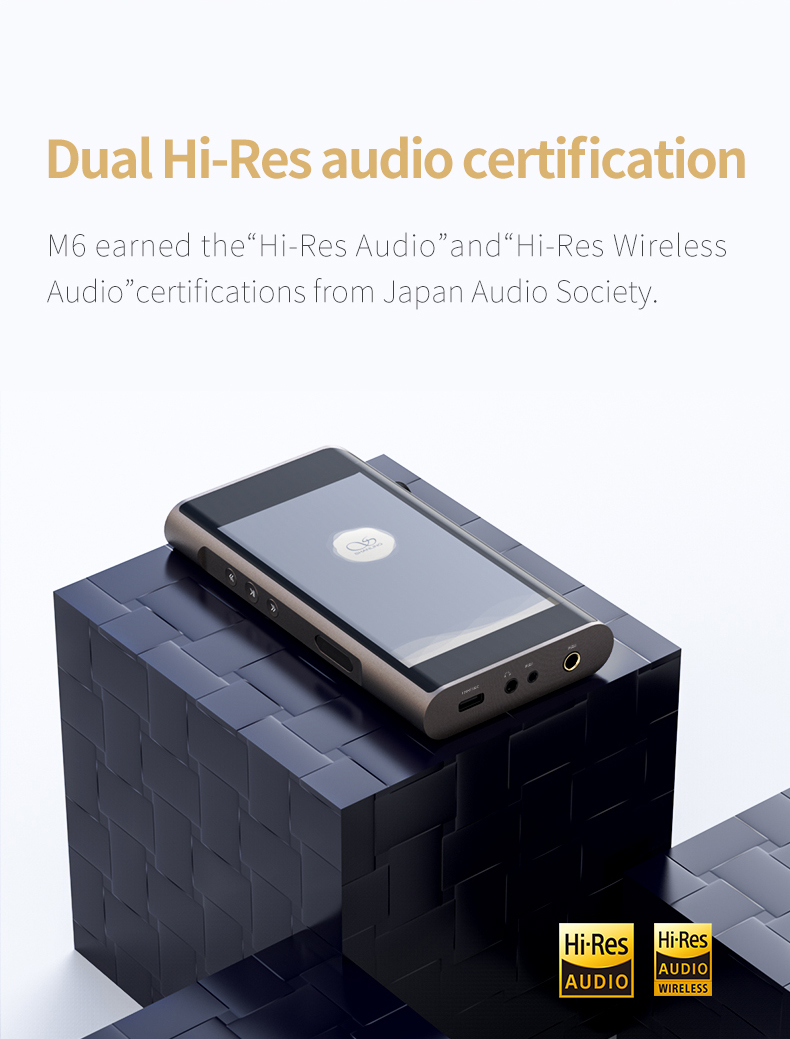 Dual Hi-Res audio certification
M6 earned the“Hi-Res Audio”and“Hi-Res Wireless
Audio”certifications from Japan Audio Society.
Hi-Res
AUDIO
Hi-Res
AUDIO
WIRELESS